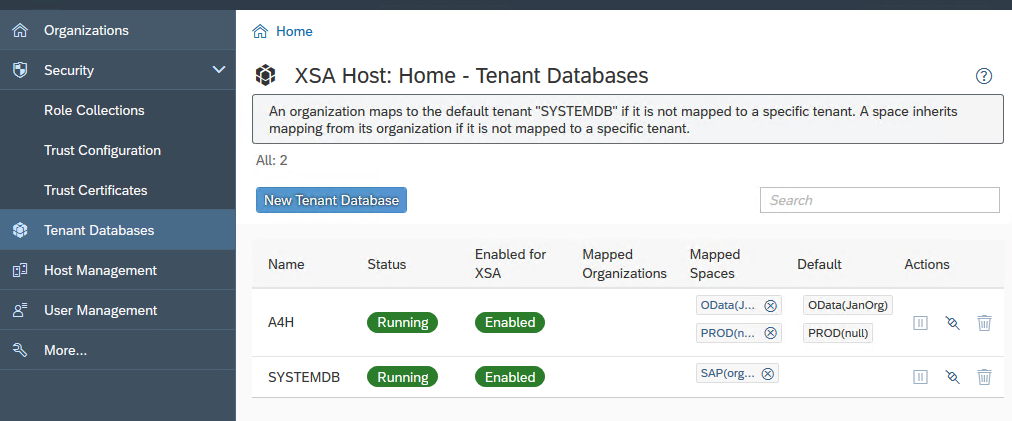 Organizations
Security
Role Collections
Trust Configuration
Trust Certificates
Tenant Databases
Host Management
User Management
More...
Home
XSA Host: Home - Tenant Databases
An organization maps to the default tenant "SYSTEMDB" if it is not mapped to a specific tenant. A space inherits
mapping from its organization if it is not mapped to a specific tenant.
All: 2
New Tenant Database
Search
Name Status Enabled for XSA Mapped Organizations Mapped Spaces Default Actions
A4H Running Enabled OData(J... OData(JanOrg)
PROD(n... PROD(null)
SYSTEMDB Running Enabled SAP(org...